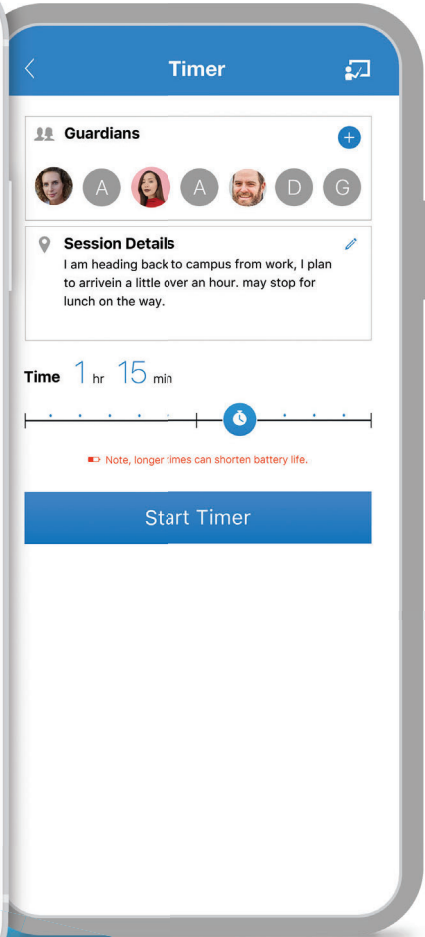 Timer
Guardians
A A D G
Session Details
I am heading back to campus from work, I plan
to arrivein a little over an hour. may stop for
lunch on the way.
Time 1 hr 15 min
Note, longer times can shorten battery life.
Start Timer